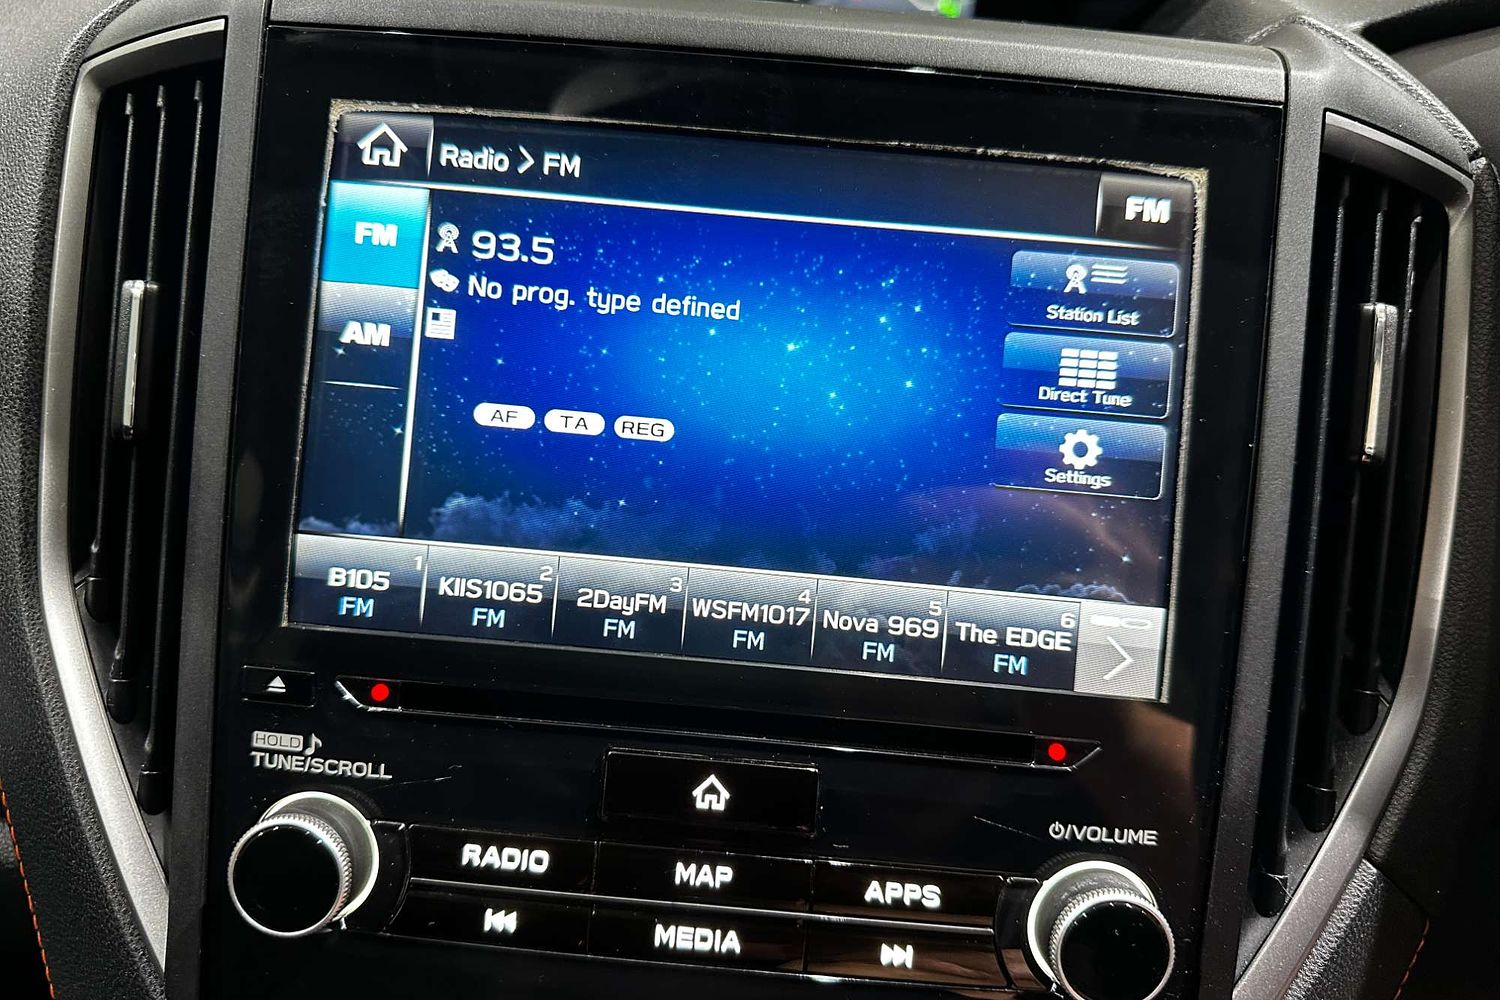 Radio > FM
FM
FM
93.5
No prog. type defined
AM
Station List
Direct Tune
Settings
AF TA REG
1
B105
FM
2
KIIS1065
FM
3
2DayFM
FM
4
WSFM1017
FM
5
Nova 969
FM
6
The EDGE
FM
HOLD
TUNE/SCROLL
/VOLUME
RADIO
MAP
APPS
MEDIA